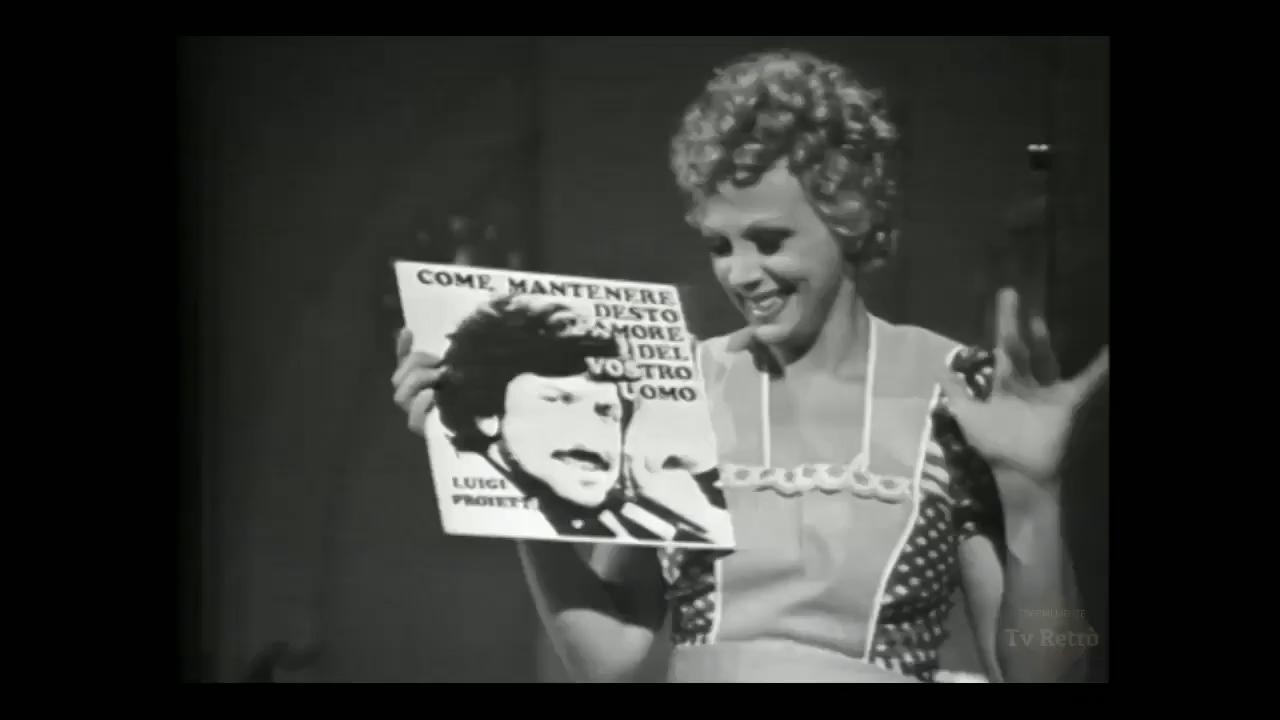 COME MANTENERE
DESTO
AMORE
DEL
VOSTRO
UOMO
LUIGI
PROIETTI
Tv Retrò